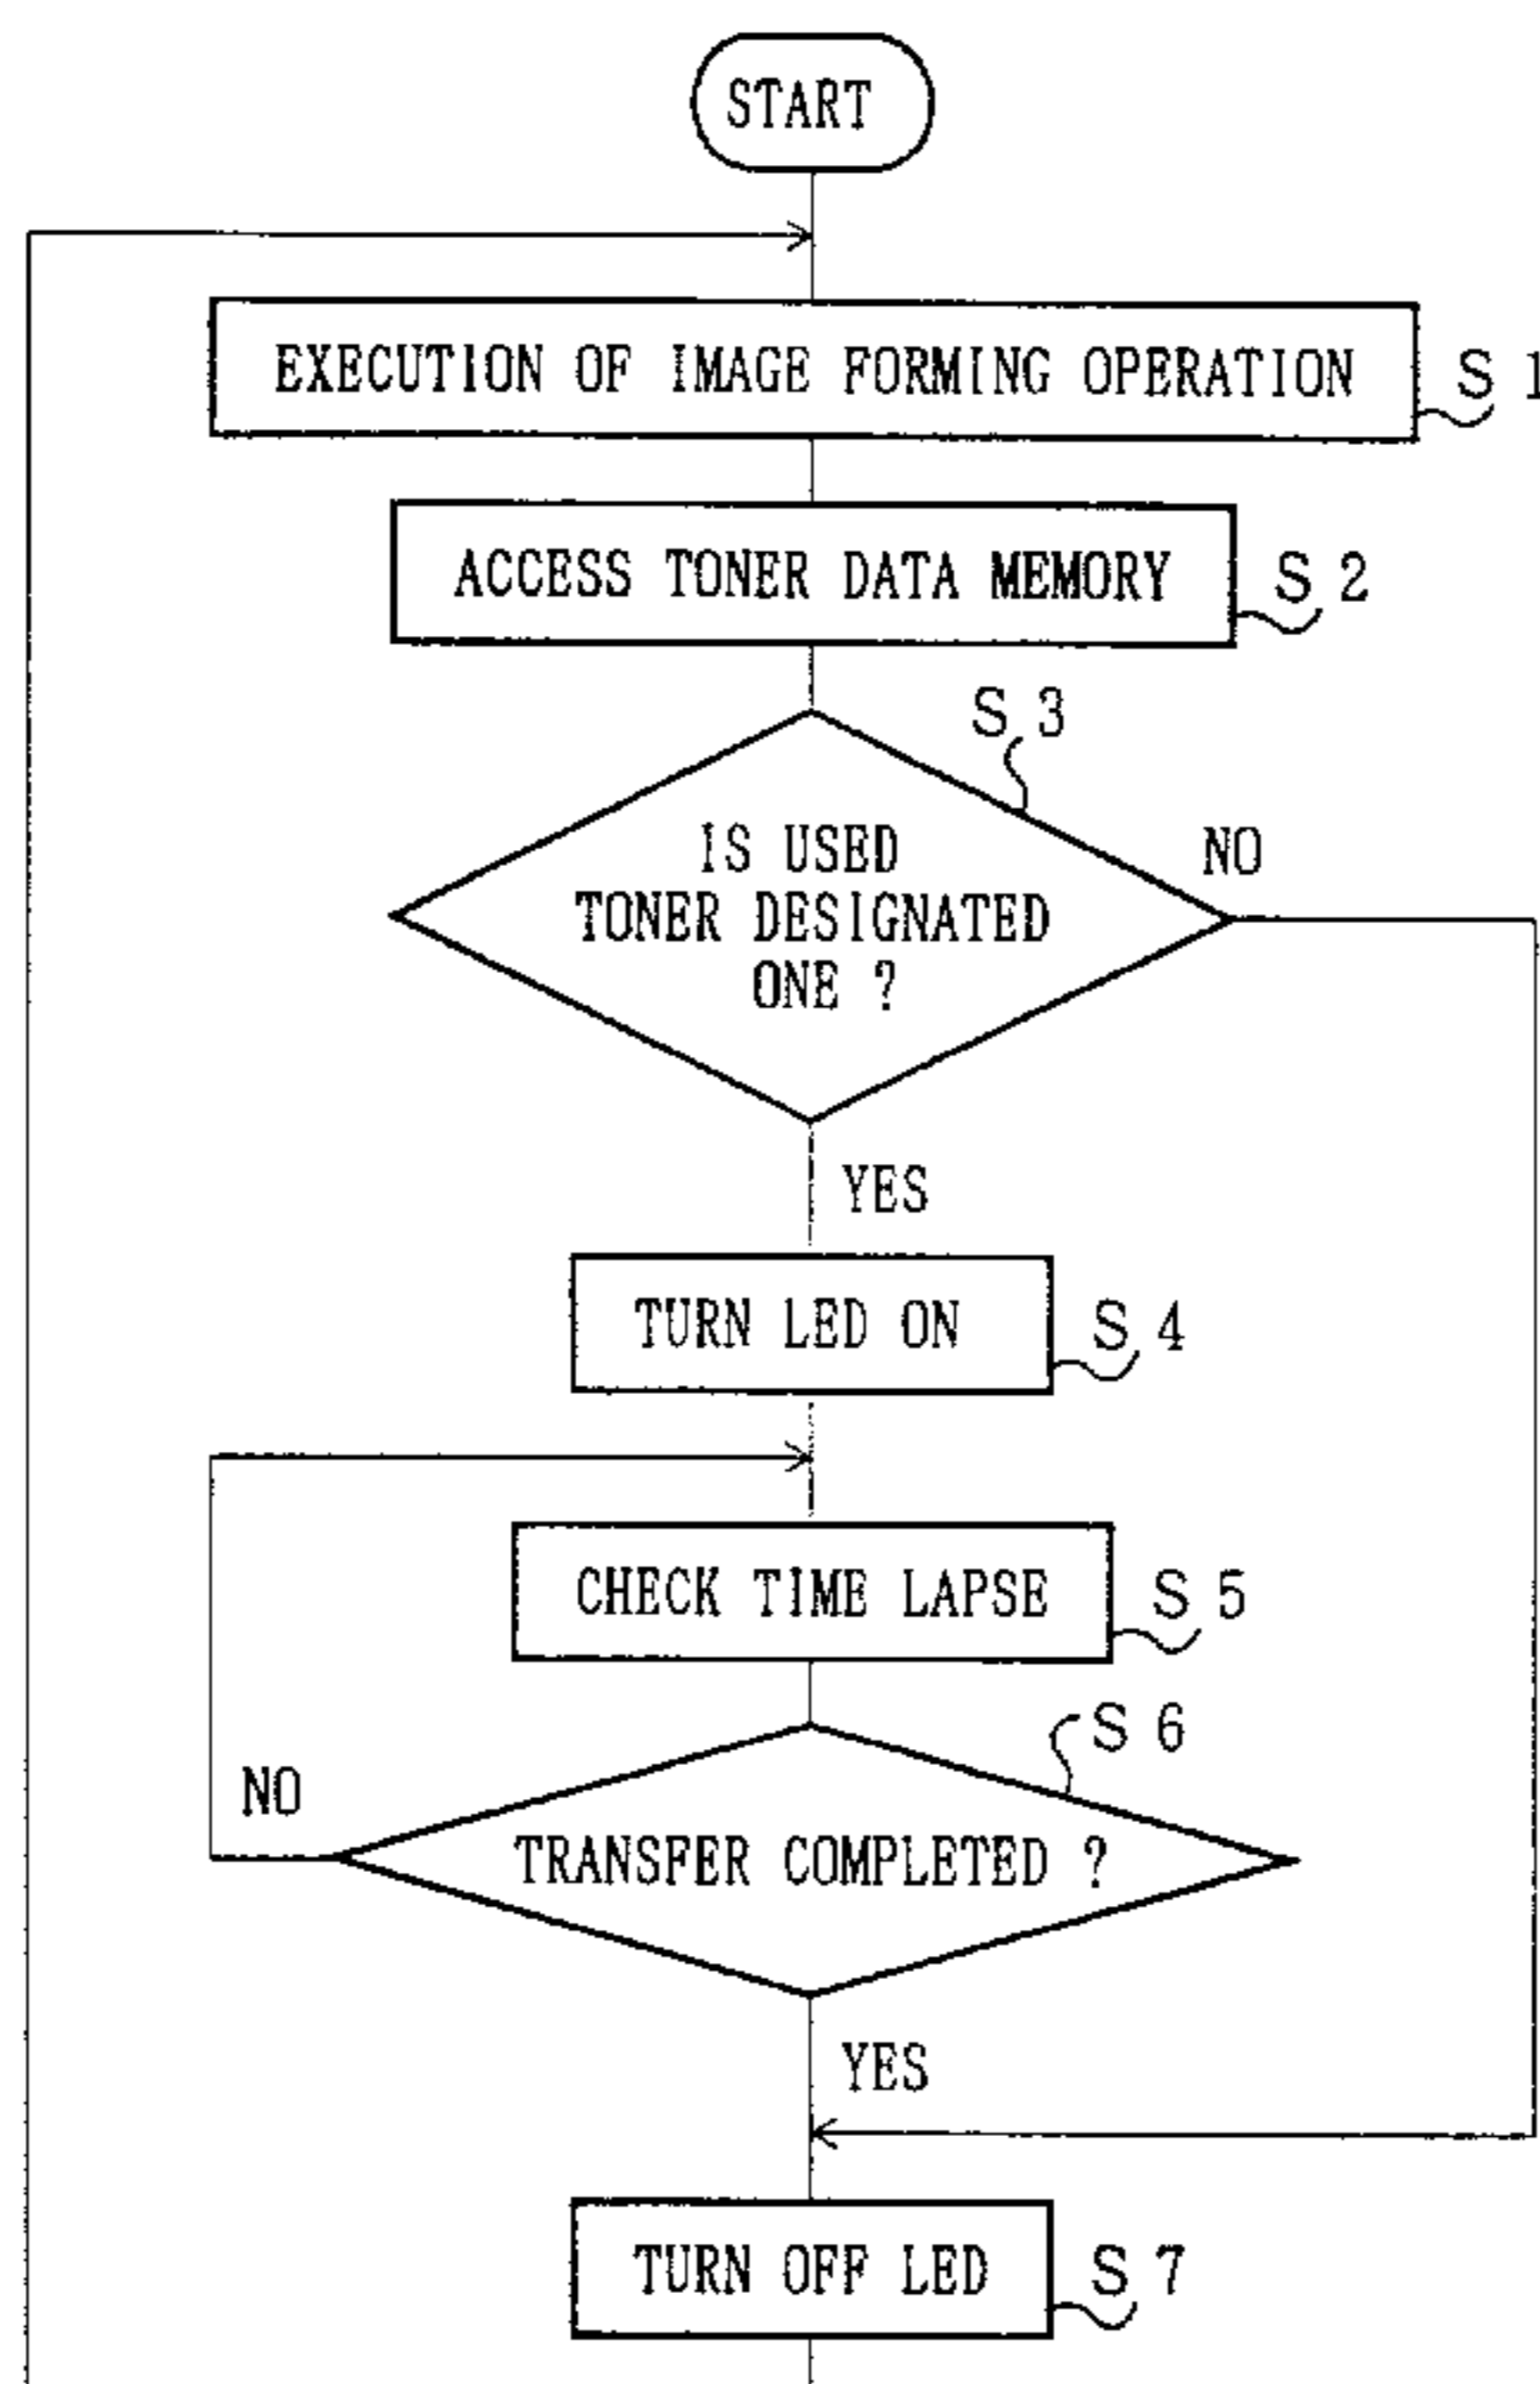 START
EXECUTION OF IMAGE FORMING OPERATION
S 1
ACCESS TONER DATA MEMORY
S 2
S 3
IS USED
TONER DESIGNATED
ONE ?
NO
YES
TURN LED ON
S 4
CHECK TIME LAPSE
S 5
S 6
NO
TRANSFER COMPLETED ?
YES
TURN OFF LED
S 7